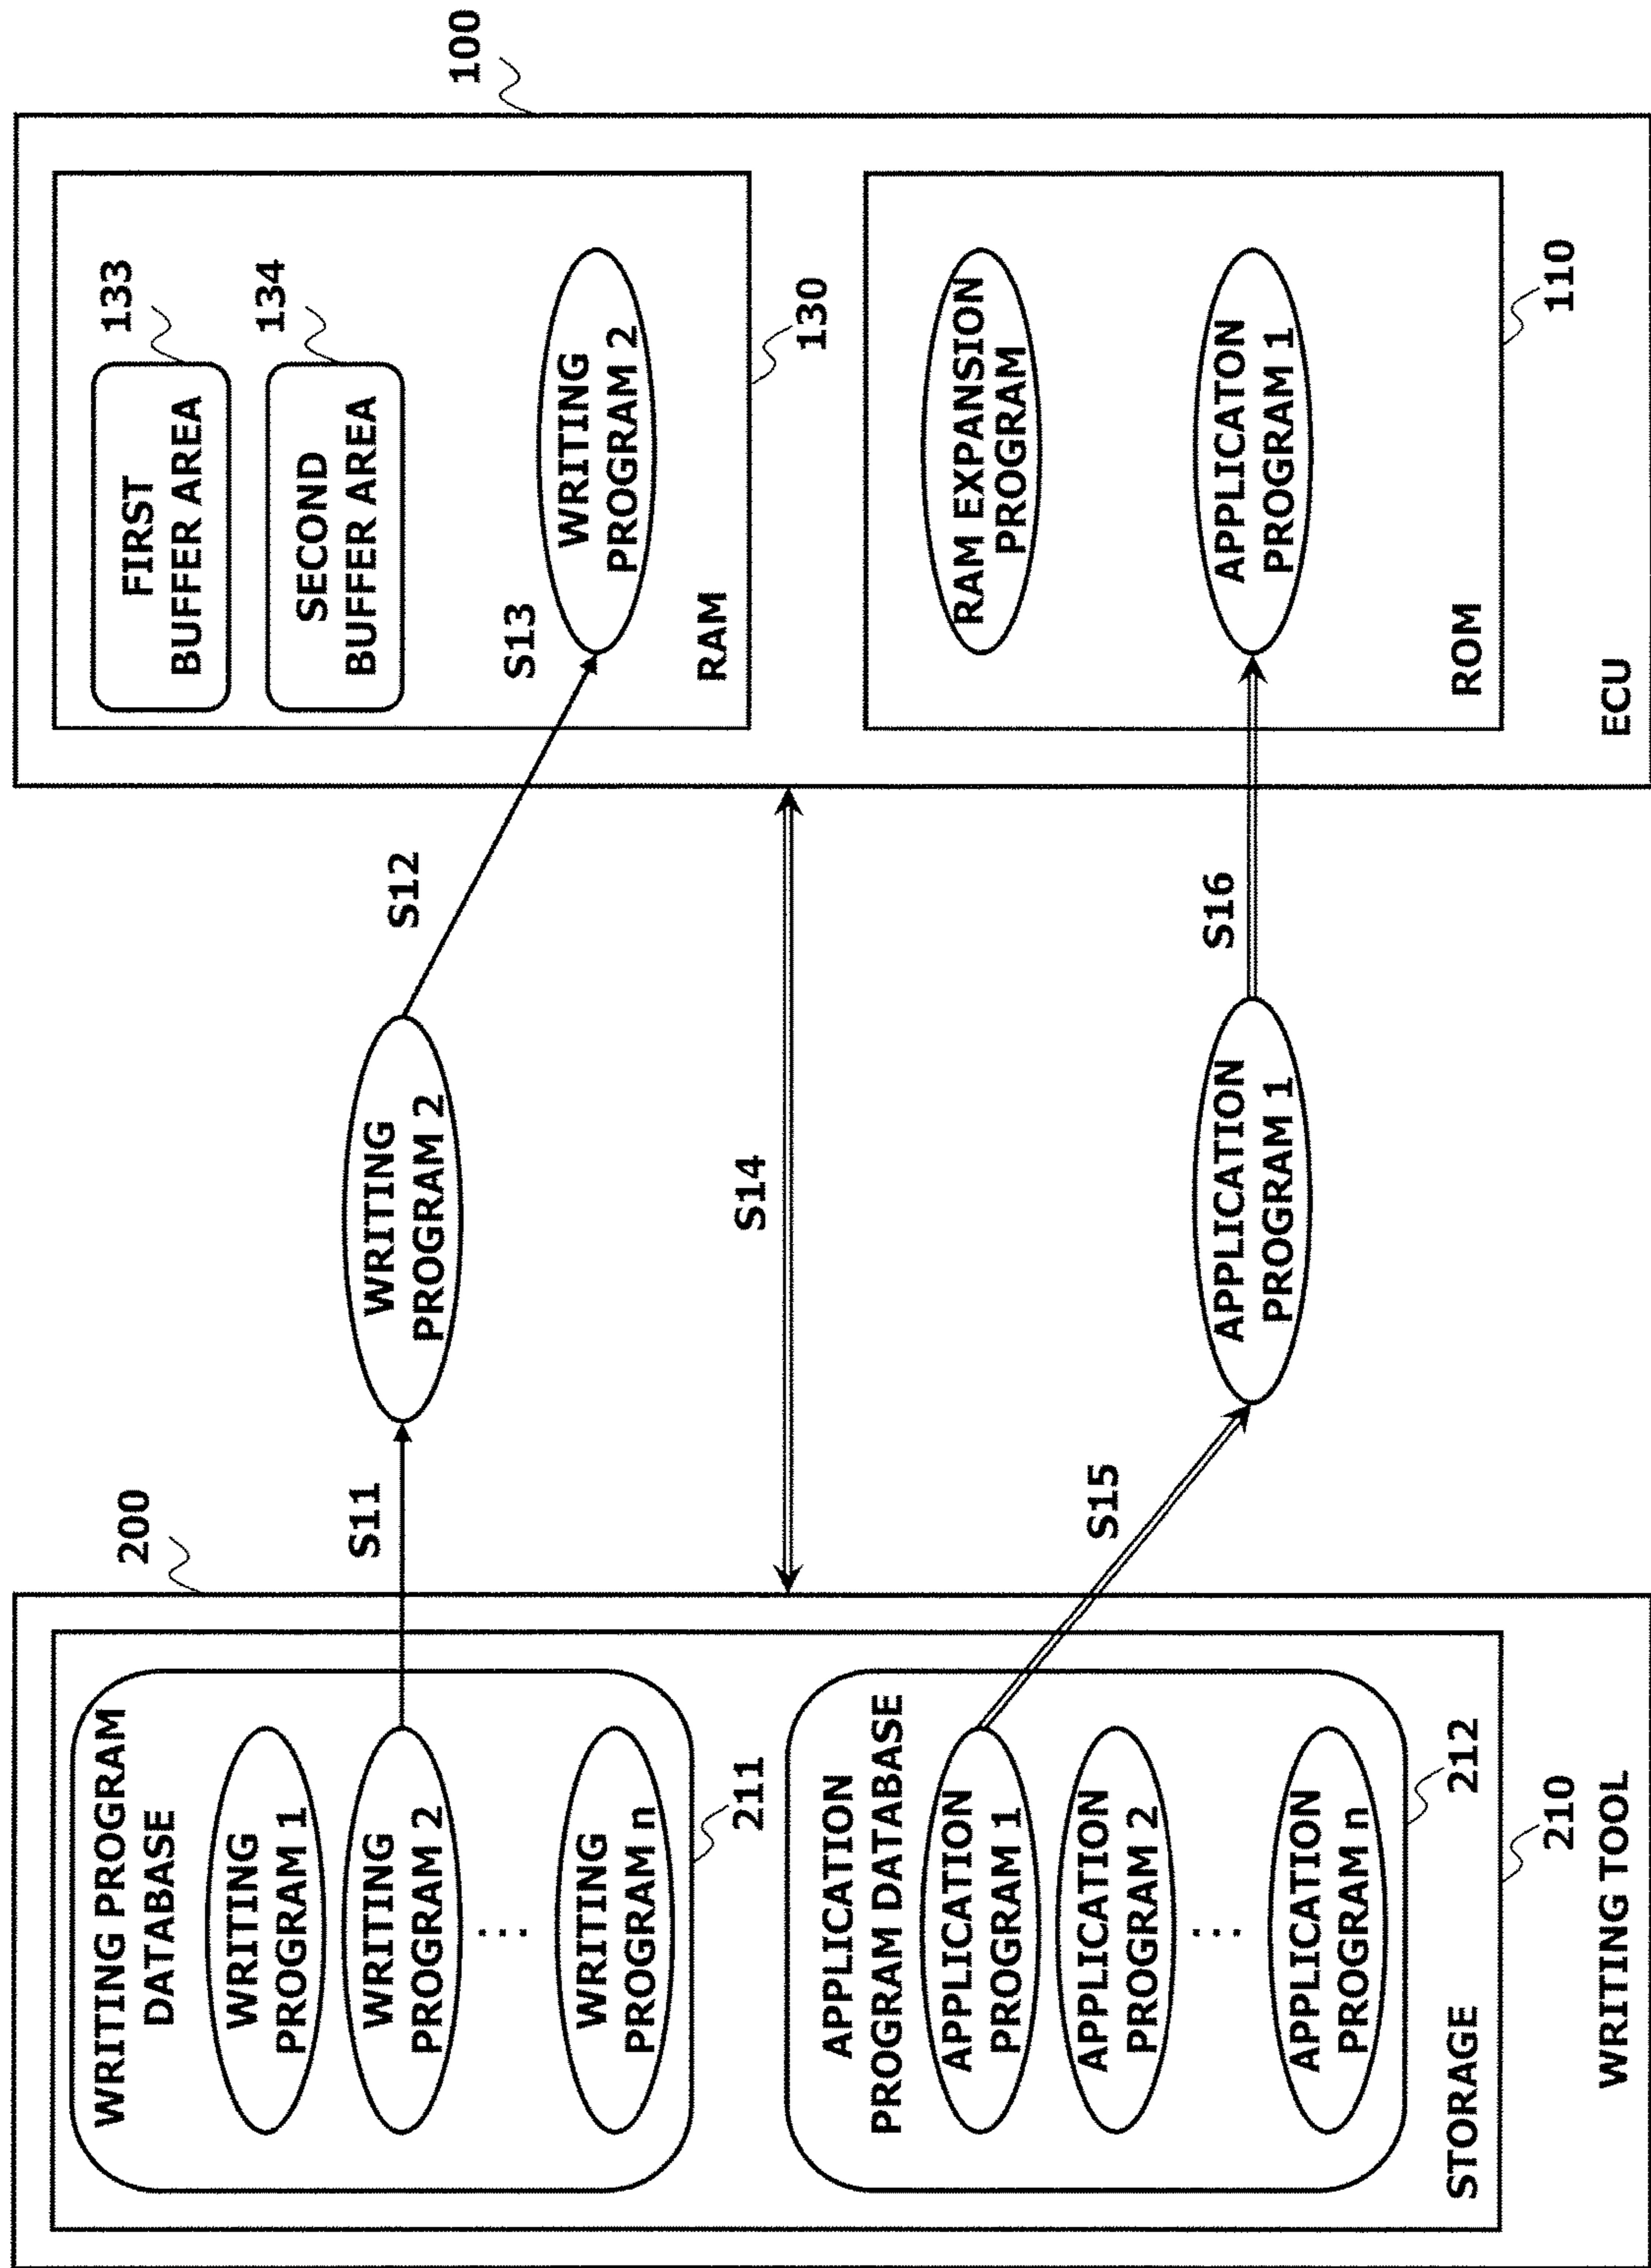 200
WRITING PROGRAM
DATABASE
WRITING
PROGRAM 1
WRITING
PROGRAM 2
...
WRITING
PROGRAM n
211
APPLICATION
PROGRAM DATABASE
APPLICATION
PROGRAM 1
APPLICATION
PROGRAM 2
...
APPLICATION
PROGRAM n
212
STORAGE
210
WRITING TOOL
S11
WRITING
PROGRAM 2
S12
S14
S15
APPLICATION
PROGRAM 1
S16
100
FIRST
BUFFER AREA
133
SECOND
BUFFER AREA
134
S13
WRITING
PROGRAM 2
RAM
130
RAM EXPANSION
PROGRAM
APPLICATON
PROGRAM 1
ROM
110
ECU